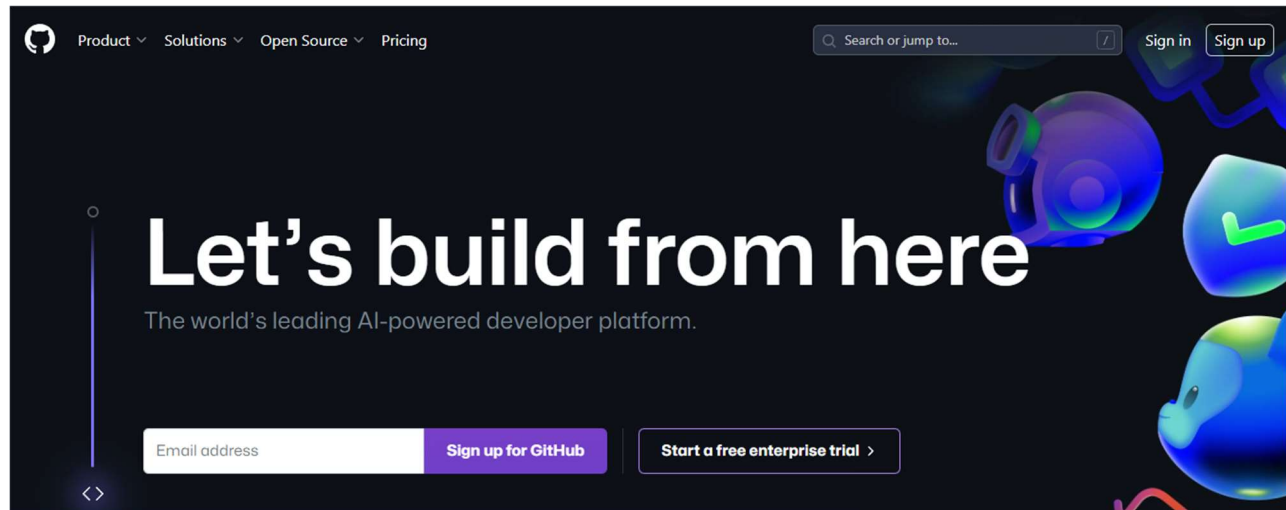 Product Solutions Open Source Pricing Search or jump to... / Sign in Sign up
Let’s build from here
The world’s leading AI-powered developer platform.
Email address Sign up for GitHub Start a free enterprise trial >
<>